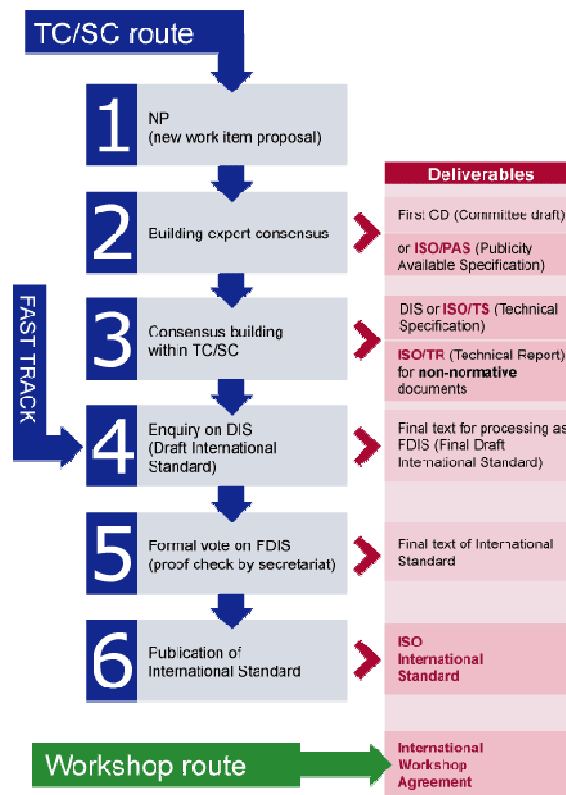 TC/SC route
1
NP
(new work item proposal)
Deliverables
2
Building expert consensus
First CD (Committee draft)
or ISO/PAS (Publicity
Available Specification)
FAST TRACK
3
Consensus building
within TC/SC
DIS or ISO/TS (Technical
Specification)
ISO/TR (Technical Report)
for non-normative
documents
4
Enquiry on DIS
(Draft International
Standard)
Final text for processing as
FDIS (Final Draft
International Standard)
5
Formal vote on FDIS
(proof check by secretariat)
Final text of International
Standard
6
Publication of
International Standard
ISO
International
Standard
Workshop route
International
Workshop
Agreement